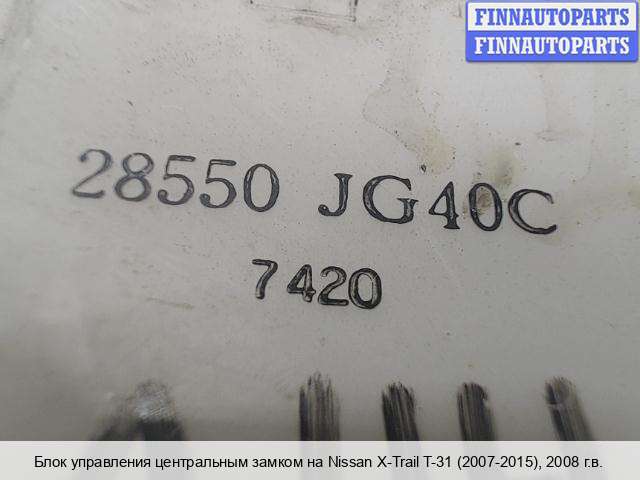 FINNAUTOPARTS
FINNAUTOPARTS
28550 JG40C
7420
Блок управления центральным замком на Nissan X-Trail T-31 (2007-2015), 2008 г.в.